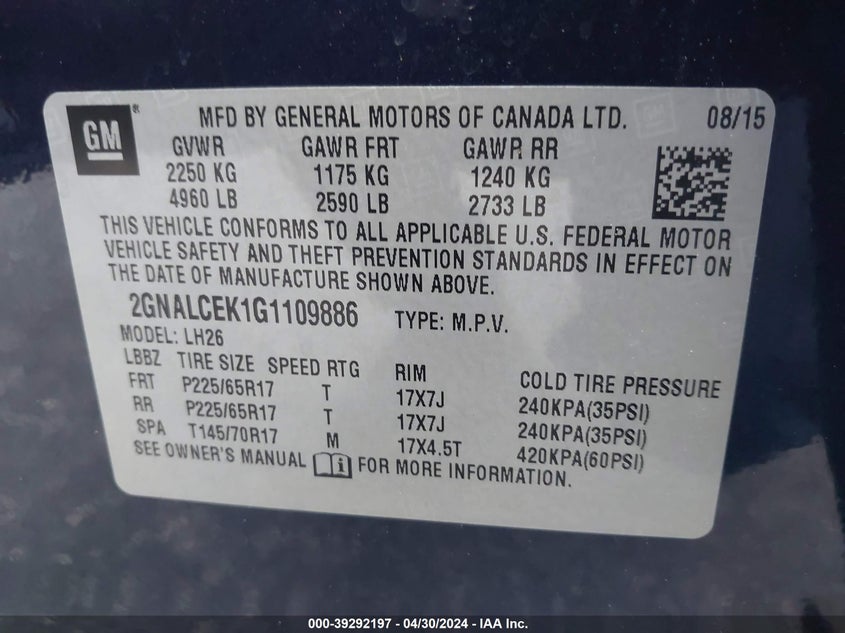 GM®
MFD BY GENERAL MOTORS OF CANADA LTD. 08/15
GVWR GAWR FRT GAWR RR
2250 KG 1175 KG 1240 KG
4960 LB 2590 LB 2733 LB
THIS VEHICLE CONFORMS TO ALL APPLICABLE U.S. FEDERAL MOTOR
VEHICLE SAFETY AND THEFT PREVENTION STANDARDS IN EFFECT ON
THE DATE OF MANUFACTURE SHOWN ABOVE.
2GNALCEK1G1109886 TYPE: M.P.V.
MODEL: LH26
LBBZ TIRE SIZE SPEED RTG RIM COLD TIRE PRESSURE
FRT P225/65R17 T 17X7J 240KPA(35PSI)
RR P225/65R17 T 17X7J 240KPA(35PSI)
SPA T145/70R17 M 17X4.5T 420KPA(60PSI)
SEE OWNER'S MANUAL FOR MORE INFORMATION.
000-39292197 - 04/30/2024 - IAA Inc.